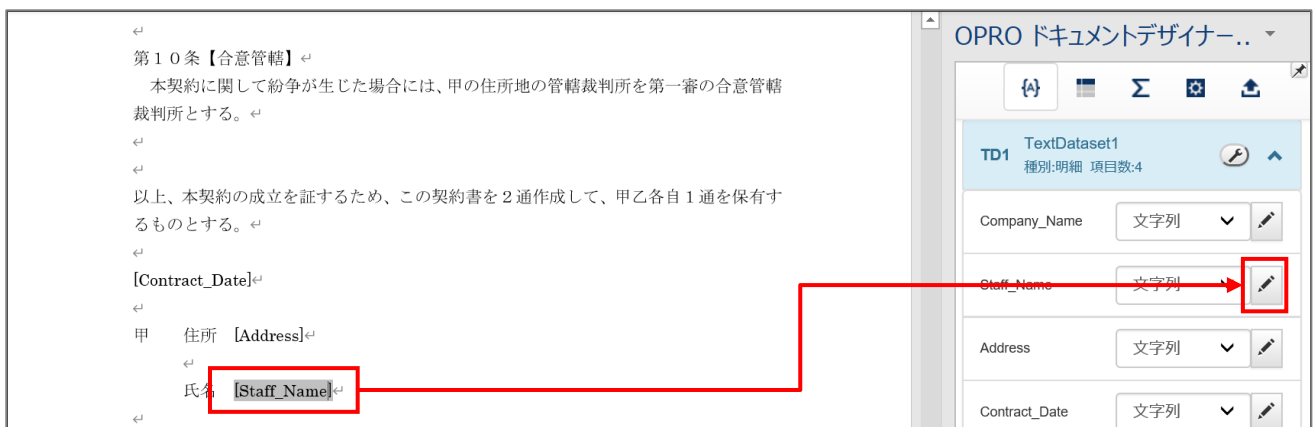 第１０条【合意管轄】
本契約に関して紛争が生じた場合には、甲の住所地の管轄裁判所を第一審の合意管轄
裁判所とする。
以上、本契約の成立を証するため、この契約書を２通作成して、甲乙各自１通を保有す
るものとする。
[Contract_Date]
甲 住所 [Address]
氏名 [Staff_Name]
OPRO ドキュメントデザイナー..
{A} Σ
TD1 TextDataset1
種別:明細 項目数:4
Company_Name 文字列
Staff_Name 文字列
Address 文字列
Contract_Date 文字列